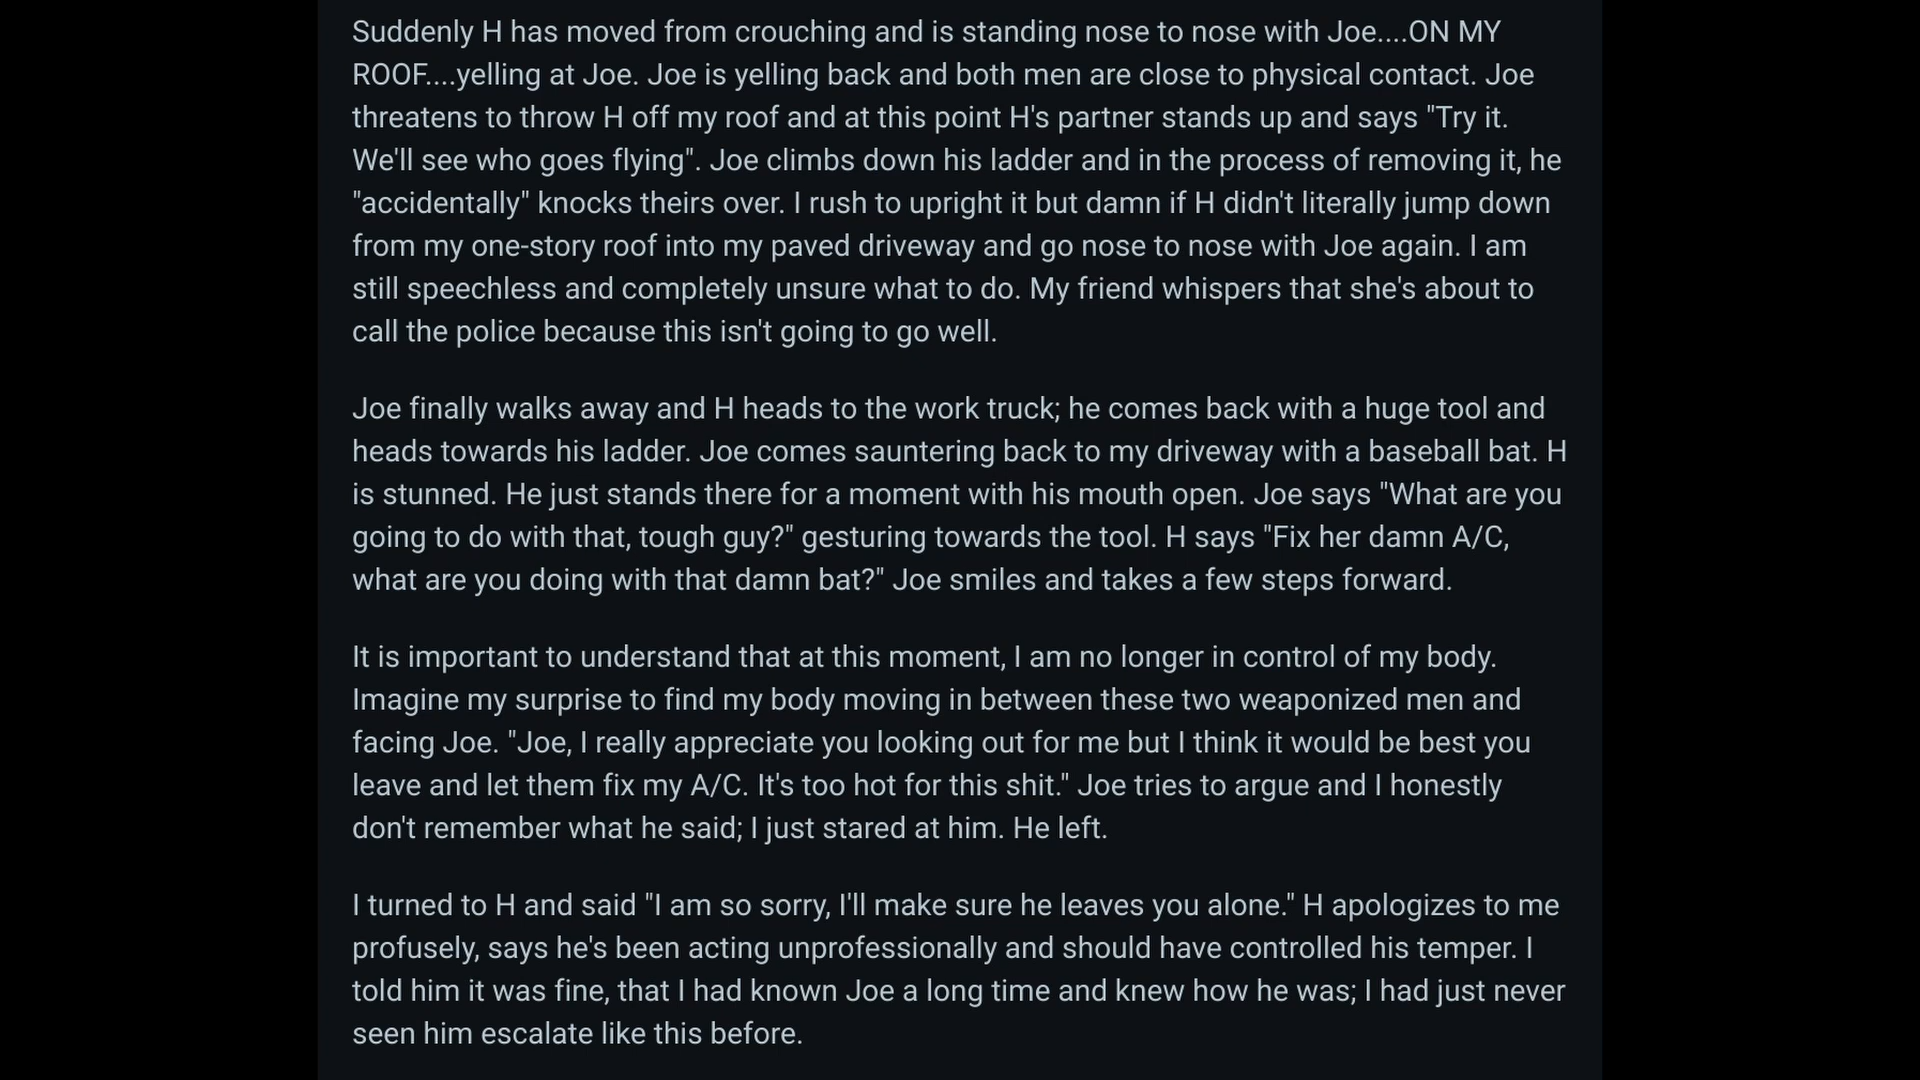 Suddenly H has moved from crouching and is standing nose to nose with Joe....ON MY
ROOF....yelling at Joe. Joe is yelling back and both men are close to physical contact. Joe
threatens to throw H off my roof and at this point H's partner stands up and says "Try it.
We'll see who goes flying". Joe climbs down his ladder and in the process of removing it, he
"accidentally" knocks theirs over. I rush to upright it but damn if H didn't literally jump down
from my one-story roof into my paved driveway and go nose to nose with Joe again. I am
still speechless and completely unsure what to do. My friend whispers that she's about to
call the police because this isn't going to go well.
Joe finally walks away and H heads to the work truck; he comes back with a huge tool and
heads towards his ladder. Joe comes sauntering back to my driveway with a baseball bat. H
is stunned. He just stands there for a moment with his mouth open. Joe says "What are you
going to do with that, tough guy?" gesturing towards the tool. H says "Fix her damn A/C,
what are you doing with that damn bat?" Joe smiles and takes a few steps forward.
It is important to understand that at this moment, I am no longer in control of my body.
Imagine my surprise to find my body moving in between these two weaponized men and
facing Joe. "Joe, I really appreciate you looking out for me but I think it would be best you
leave and let them fix my A/C. It's too hot for this shit." Joe tries to argue and I honestly
don't remember what he said; I just stared at him. He left.
I turned to H and said "I am so sorry, I'll make sure he leaves you alone." H apologizes to me
profusely, says he's been acting unprofessionally and should have controlled his temper. I
told him it was fine, that I had known Joe a long time and knew how he was; I had just never
seen him escalate like this before.